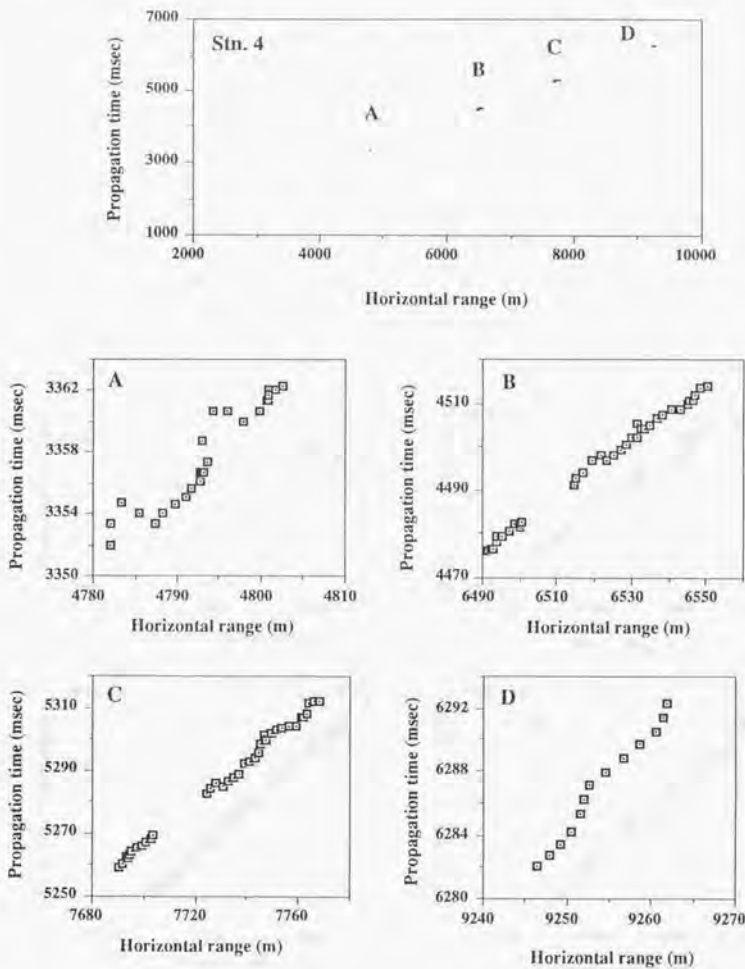 7000
Stn. 4
D
C
B
5000
A
3000
1000
2000 4000 6000 8000 10000
Propagation time (msec)
Horizontal range (m)
A
3362
3358
3354
3350
4780 4790 4800 4810
Propagation time (msec)
Horizontal range (m)
B
4510
4490
4470
6490 6510 6530 6550
Propagation time (msec)
Horizontal range (m)
C
5310
5290
5270
5250
7680 7720 7760
Propagation time (msec)
Horizontal range (m)
D
6292
6288
6284
6280
9240 9250 9260 9270
Propagation time (msec)
Horizontal range (m)